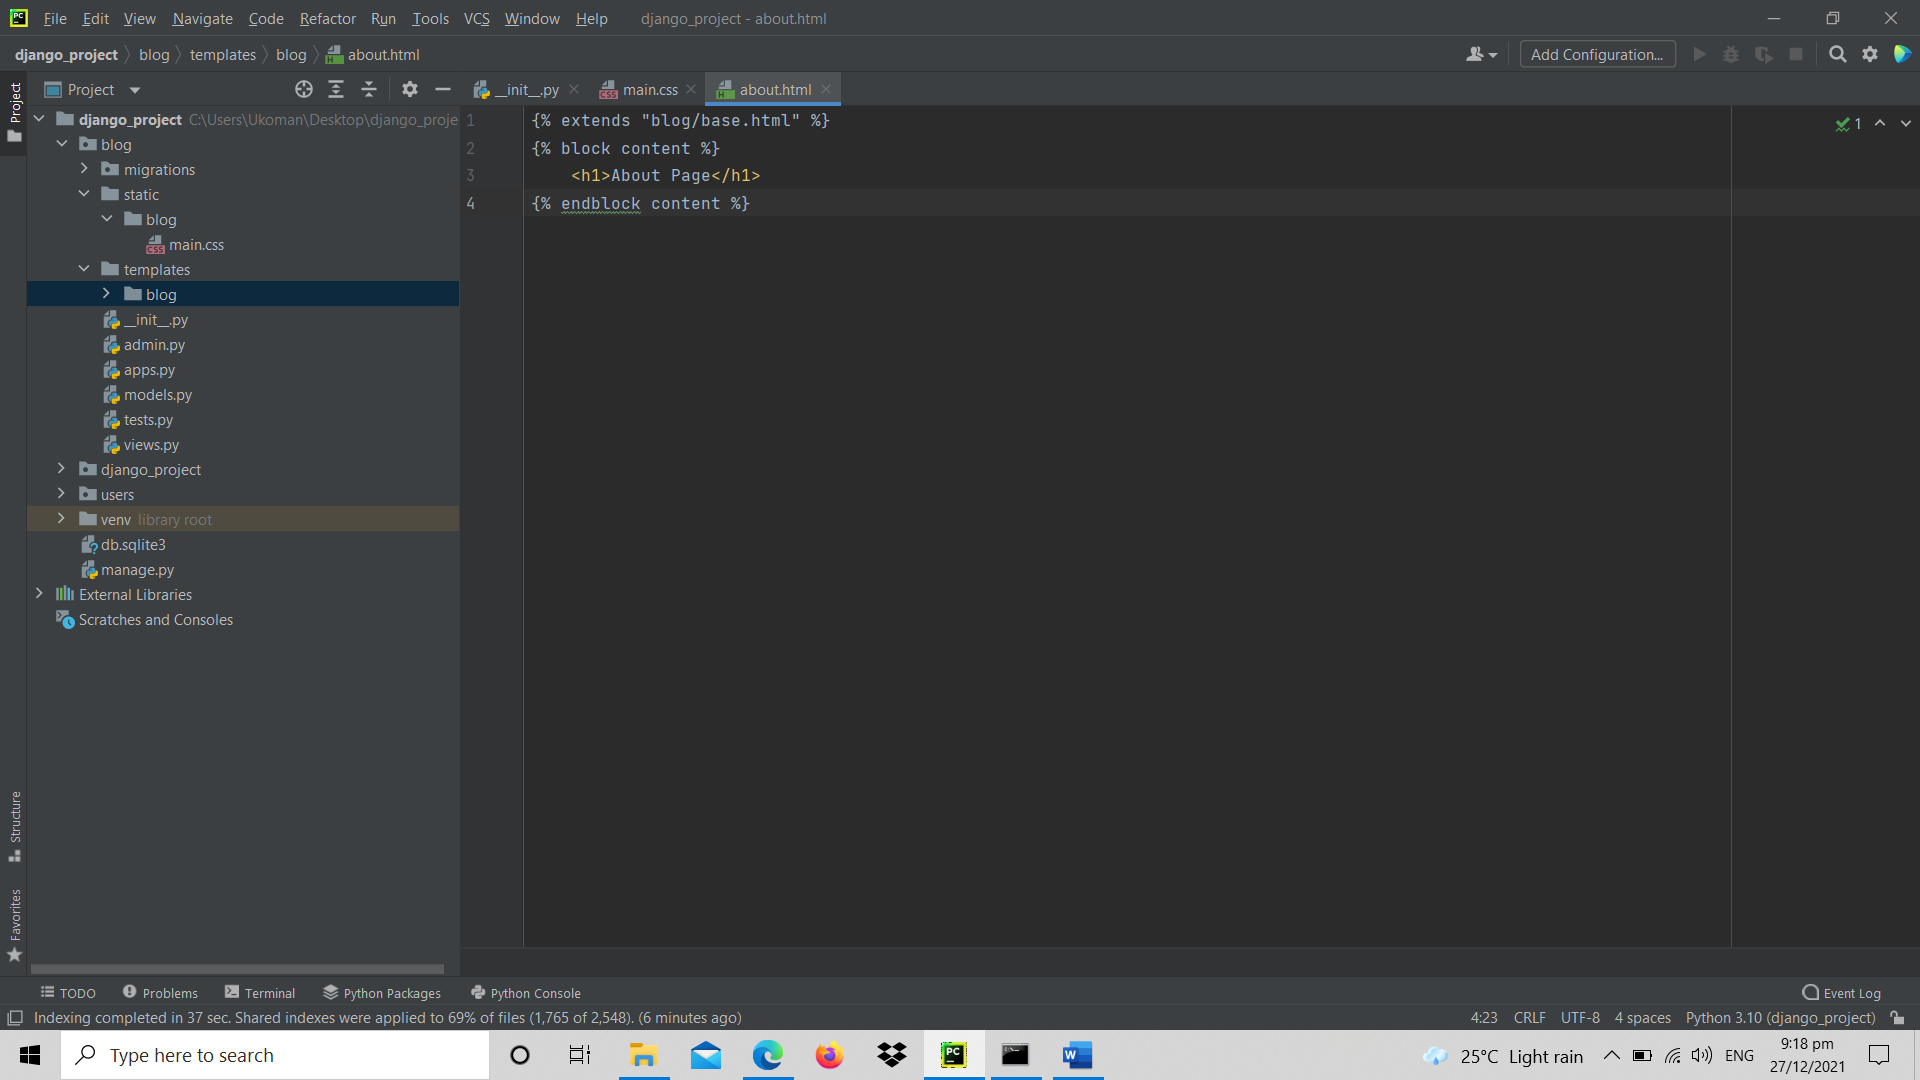 File Edit View Navigate Code Refactor Run Tools VCS Window Help django_project - about.html
django_project blog templates blog about.html Add Configuration...
Project
Project
__init__.py main.css about.html
django_project C:\Users\Ukoman\Desktop\django_proje
blog
migrations
static
blog
main.css
templates
blog
__init__.py
admin.py
apps.py
models.py
tests.py
views.py
django_project
users
venv library root
db.sqlite3
manage.py
External Libraries
Scratches and Consoles
1 {% extends "blog/base.html" %}
2 {% block content %}
3 <h1>About Page</h1>
4 {% endblock content %}
1
Structure
Favorites
TODO Problems Terminal Python Packages Python Console Event Log
Indexing completed in 37 sec. Shared indexes were applied to 69% of files (1,765 of 2,548). (6 minutes ago) 4:23 CRLF UTF-8 4 spaces Python 3.10 (django_project)
Type here to search
25°C Light rain ENG
9:18 pm
27/12/2021